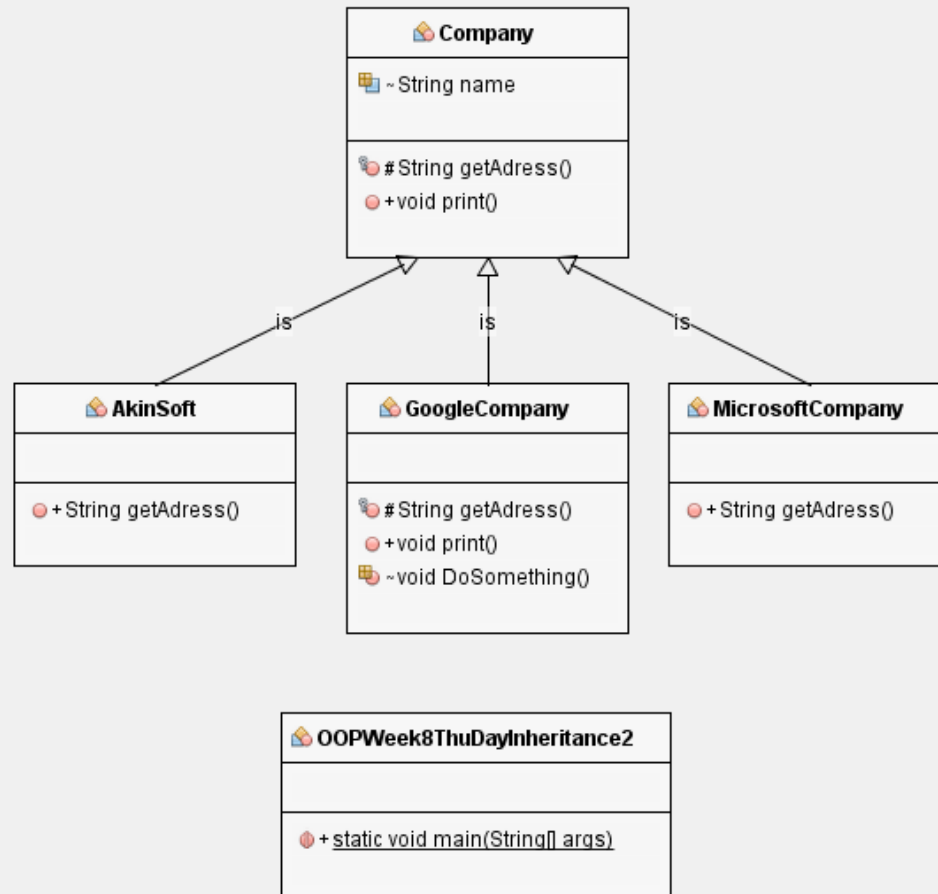 Company
~String name
#String getAdress()
+void print()
is
is
is
AkinSoft
+String getAdress()
GoogleCompany
#String getAdress()
+void print()
~void DoSomething()
MicrosoftCompany
+String getAdress()
OOPWeek8ThuDayInheritance2
+static void main(String[] args)